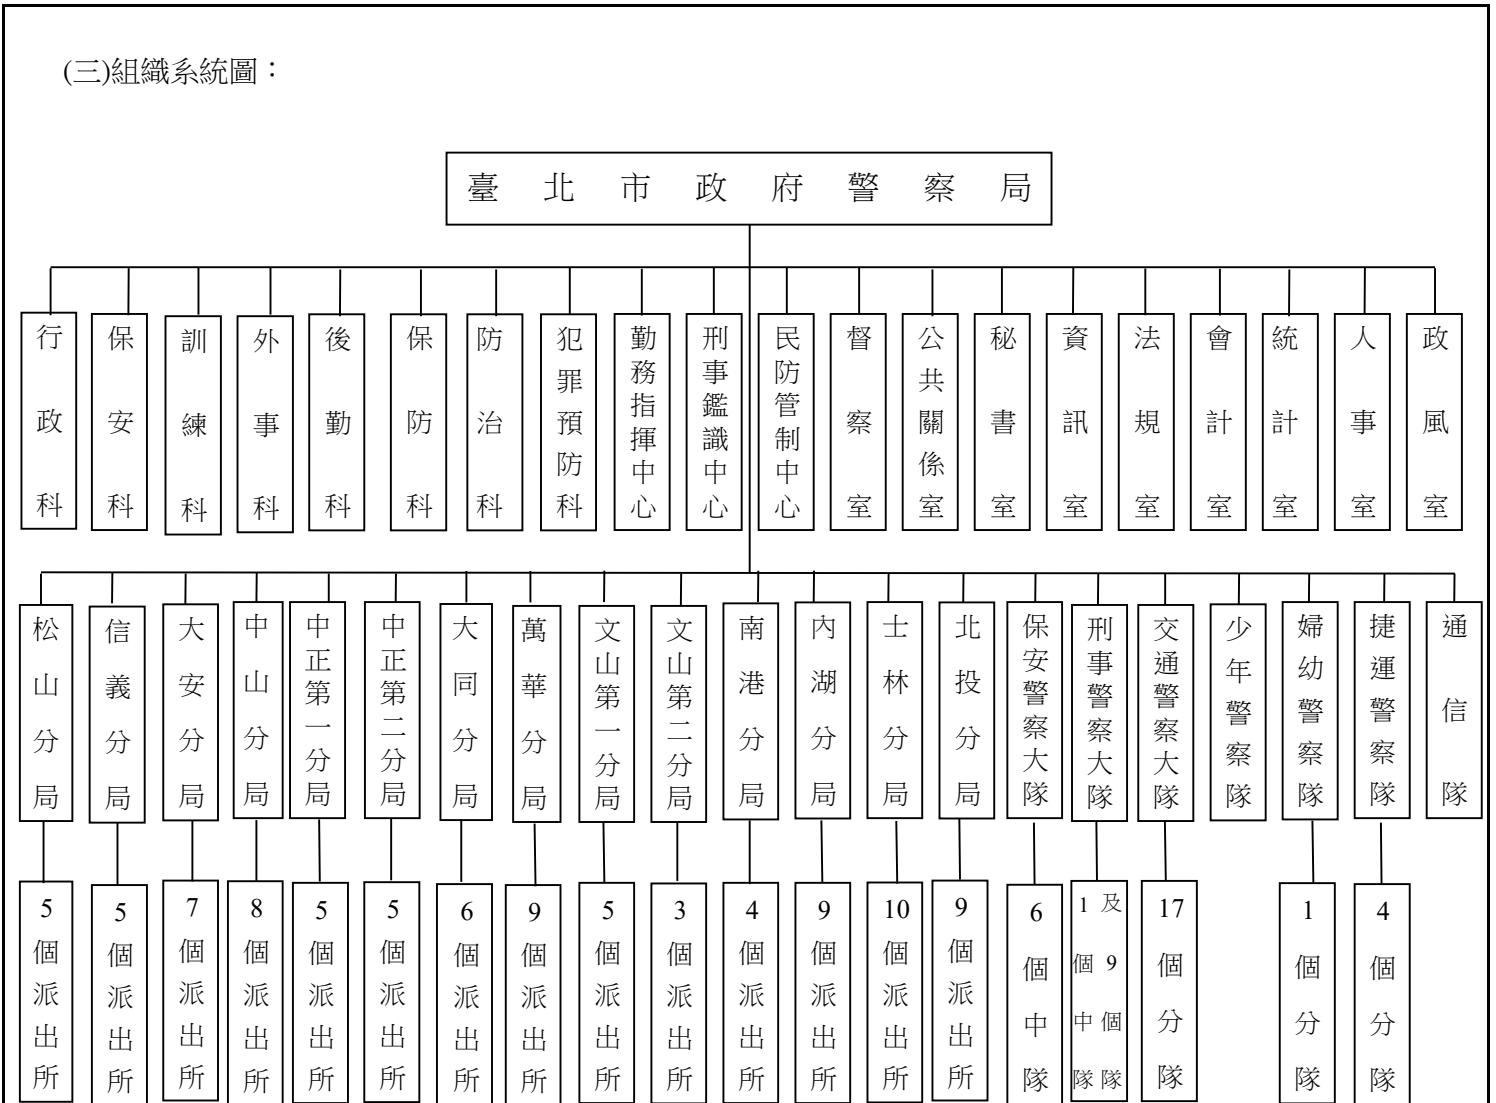 (三)組織系統圖：
臺北市政府警察局
行政科
保安科
訓練科
外事科
後勤科
保防科
防治科
犯罪預防科
勤務指揮中心
刑事鑑識中心
民防管制中心
督察室
公共關係室
秘書室
資訊室
法規室
會計室
統計室
人事室
政風室
松山分局
信義分局
大安分局
中山分局
中正第一分局
中正第二分局
大同分局
萬華分局
文山第一分局
文山第二分局
南港分局
內湖分局
士林分局
北投分局
保安警察大隊
刑事警察大隊
交通警察大隊
少年警察隊
婦幼警察隊
捷運警察隊
通信隊
5個派出所
5個派出所
7個派出所
8個派出所
5個派出所
5個派出所
6個派出所
9個派出所
5個派出所
3個派出所
4個派出所
9個派出所
10個派出所
9個派出所
6個中隊
及9個隊
1個中隊
17個分隊
1個分隊
4個分隊